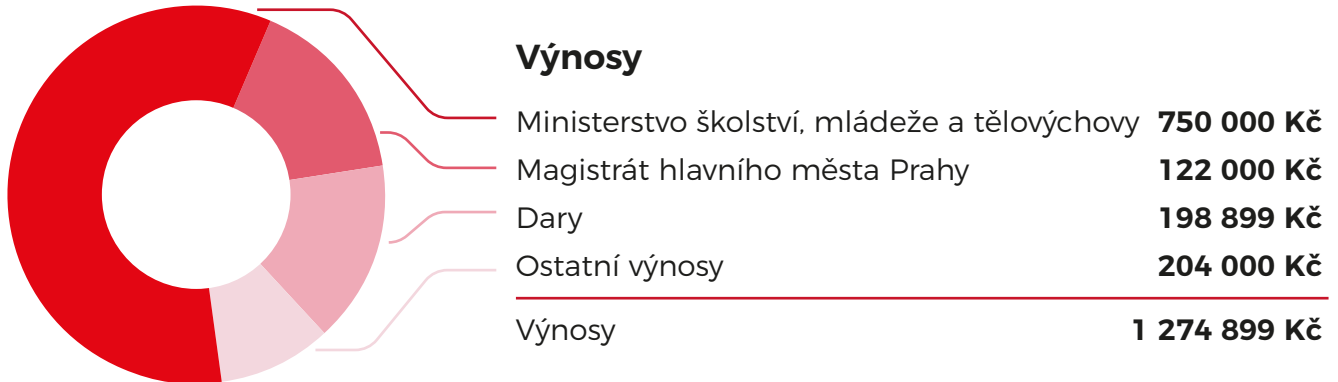 Výnosy
Ministerstvo školství, mládeže a tělovýchovy 750 000 Kč
Magistrát hlavního města Prahy 122 000 Kč
Dary 198 899 Kč
Ostatní výnosy 204 000 Kč
Výnosy 1 274 899 Kč